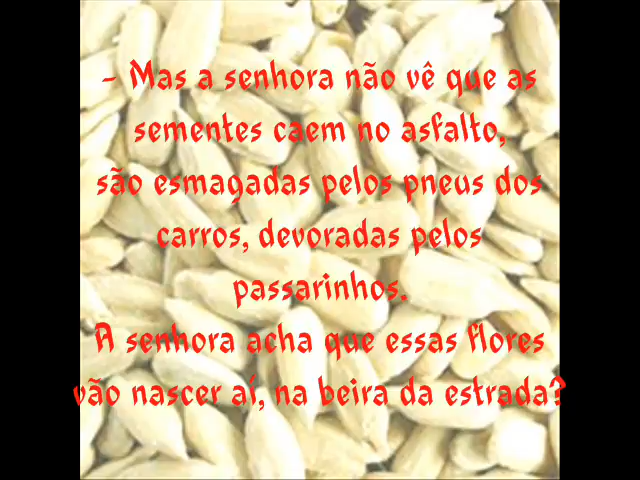 - Mas a senhora não vê que as
sementes caem no asfalto,
são esmagadas pelos pneus dos
carros, devoradas pelos
passarinhos.
A senhora acha que essas flores
vão nascer aí, na beira da estrada?